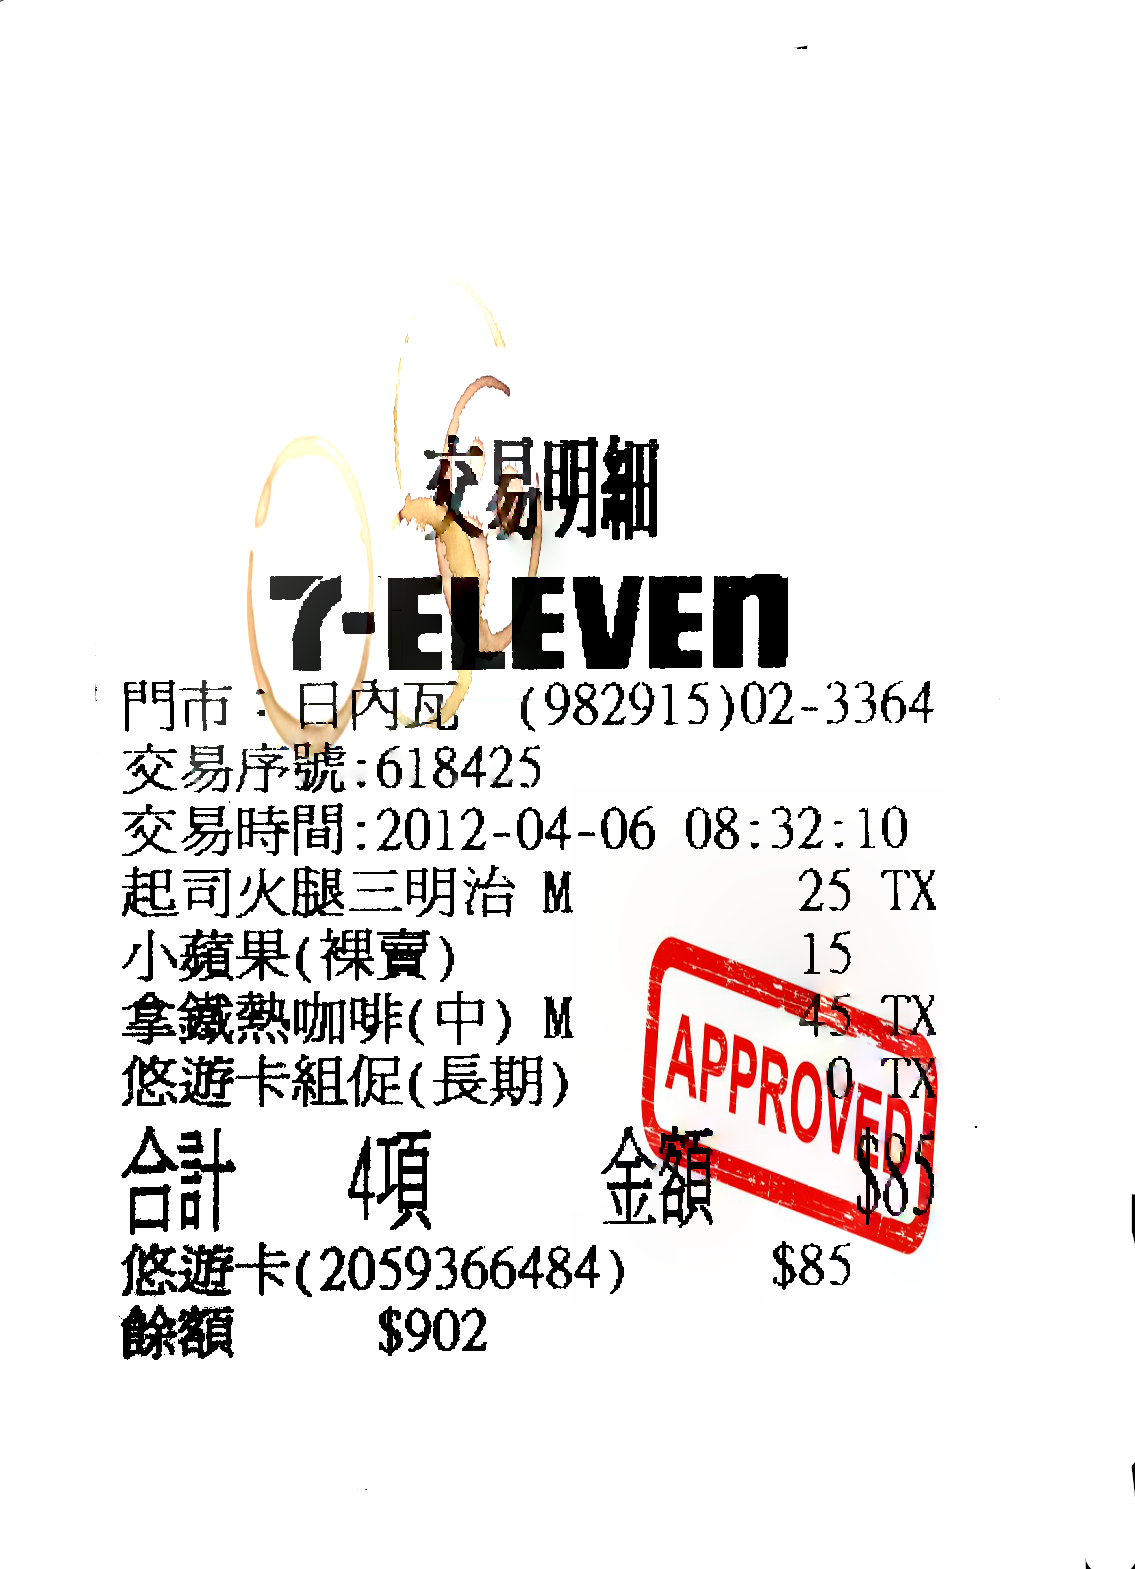 交易明細
7-ELEVEn
門市：日內瓦 (982915)02-3364
交易序號:618425
交易時間:2012-04-06 08:32:10
起司火腿三明治 M 25 TX
小蘋果(裸賣) 15
拿鐵熱咖啡(中) M 45 TX
悠遊卡組促(長期) 0 TX
APPROVED
合計 4項 金額 $85
悠遊卡(2059366484) $85
餘額 $902